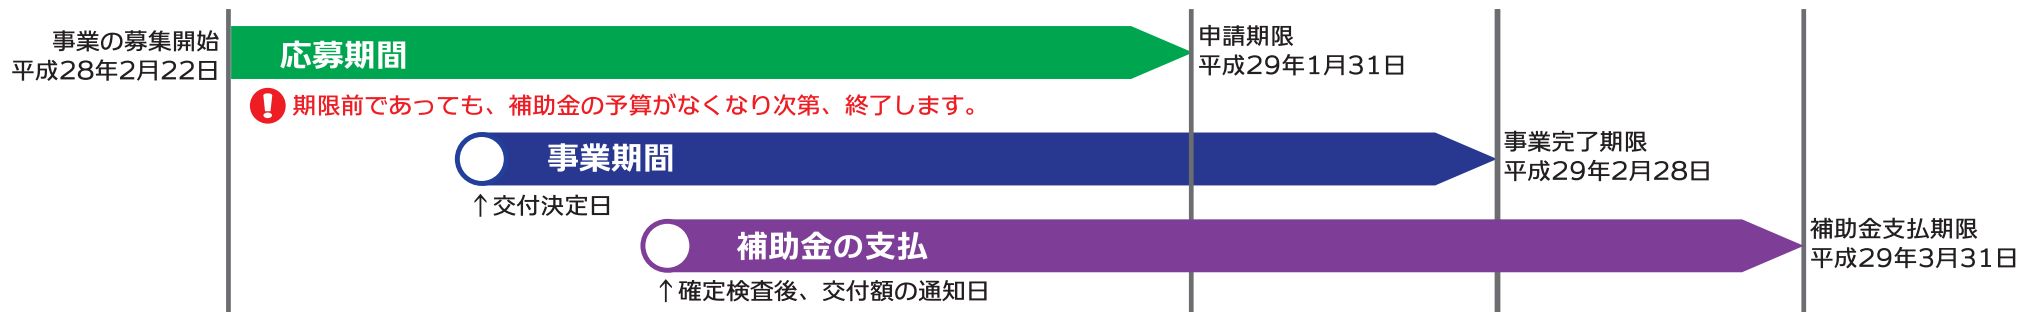 事業の募集開始
平成28年2月22日
応募期間
申請期限
平成29年1月31日
! 期限前であっても、補助金の予算がなくなり次第、終了します。
事業期間
事業完了期限
平成29年2月28日
↑交付決定日
補助金の支払
補助金支払期限
平成29年3月31日
↑確定検査後、交付額の通知日